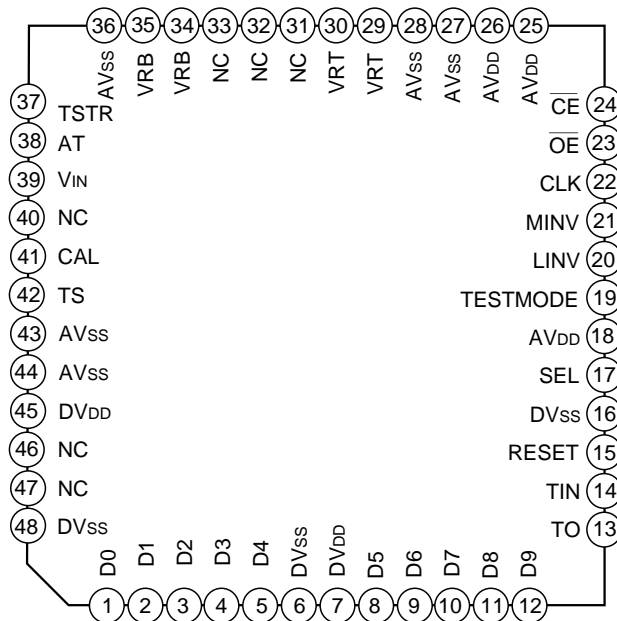 36 35 34 33 32 31 30 29 28 27 26 25
AVSS VRB VRB NC NC NC VRT VRT AVSS AVSS AVDD AVDD
37 TSTR
38 AT
39 VIN
40 NC
41 CAL
42 TS
43 AVSS
44 AVSS
45 DVDD
46 NC
47 NC
48 DVSS
CE 24
OE 23
CLK 22
MINV 21
LINV 20
TESTMODE 19
AVDD 18
SEL 17
DVSS 16
RESET 15
TIN 14
TO 13
D0 D1 D2 D3 D4 DVSS DVDD D5 D6 D7 D8 D9
1 2 3 4 5 6 7 8 9 10 11 12